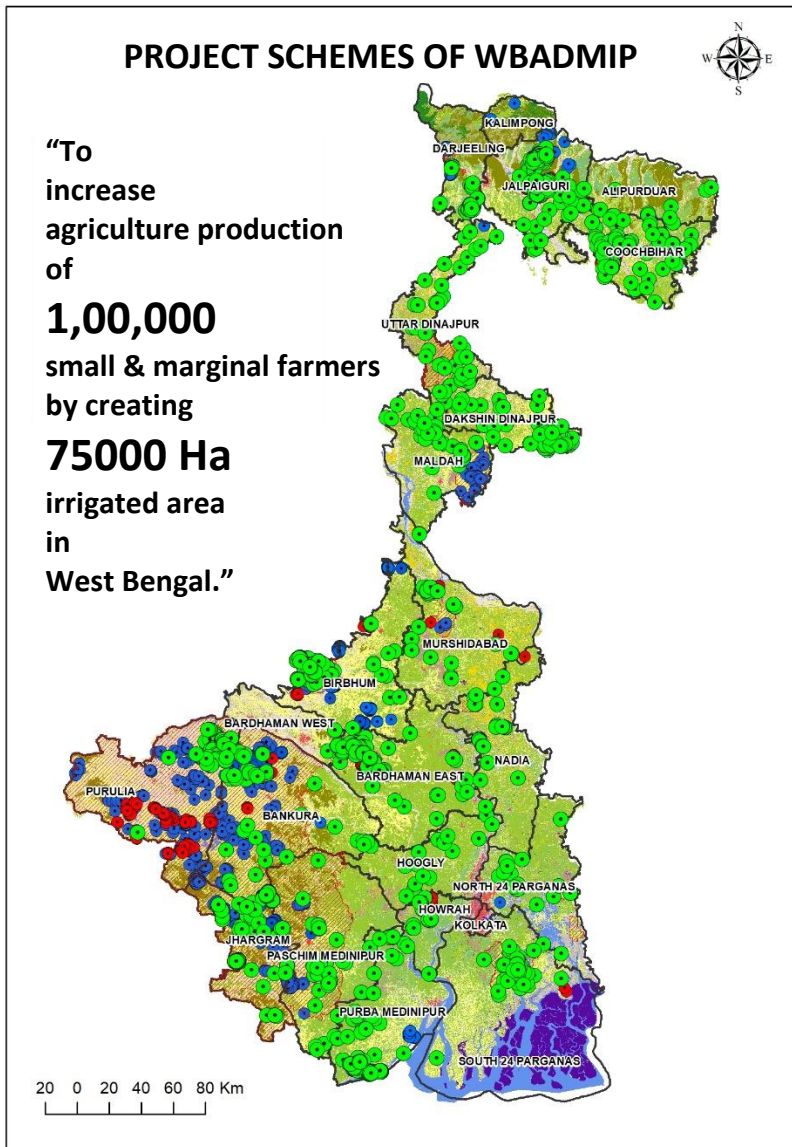 PROJECT SCHEMES OF WBADMIP
N
W E
S
“To
increase
agriculture production
of
1,00,000
small & marginal farmers
by creating
75000 Ha
irrigated area
in
West Bengal.”
KALIMPONG
DARJEELING
JALPAIGURI
ALIPURDUAR
COOCHBIHAR
UTTAR DINAJPUR
DAKSHIN DINAJPUR
MALDAH
MURSHIDABAD
BIRBHUM
BARDHAMAN WEST
BARDHAMAN EAST
NADIA
PURULIA
BANKURA
HOOGLY
NORTH 24 PARGANAS
HOWRAH
KOLKATA
JHARGRAM
PASCHIM MEDINIPUR
PURBA MEDINIPUR
SOUTH 24 PARGANAS
20 0 20 40 60 80 Km